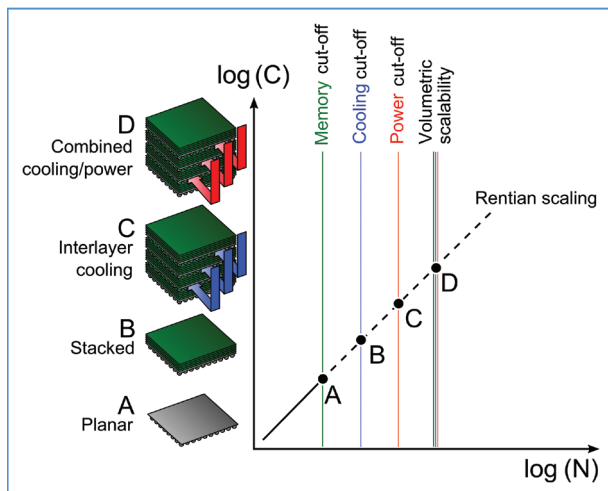 log (C)
Memory cut-off
Cooling cut-off
Power cut-off
Volumetric
scalability
D
Combined
cooling/power
C
Interlayer
cooling
B
Stacked
A
Planar
Rentian scaling
D
C
B
A
log (N)